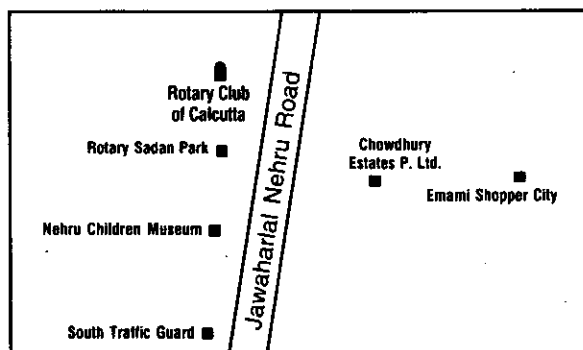 Rotary Club
of Calcutta
Rotary Sadan Park
Jawaharlal Nehru Road
Chowdhury
Estates P. Ltd.
Emami Shopper City
Nehru Children Museum
South Traffic Guard